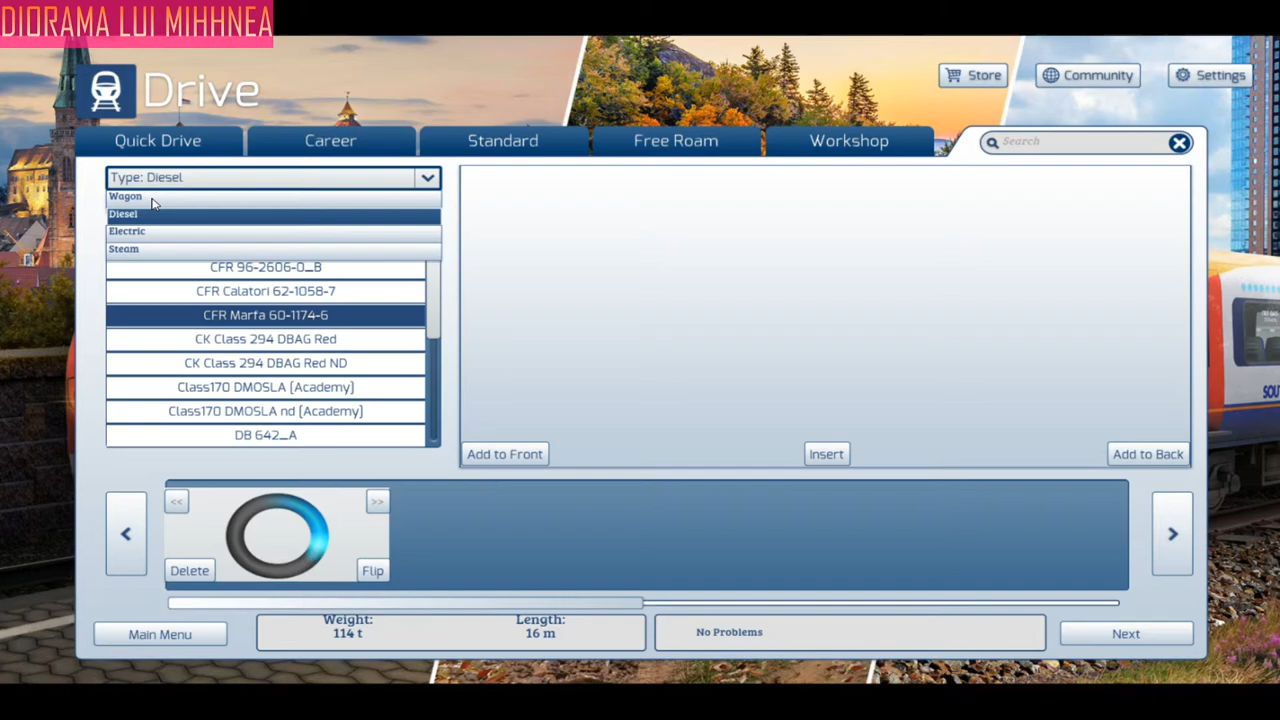 DIORAMA LUI MIHHNEA
Drive
Store
Community
Settings
Quick Drive
Career
Standard
Free Roam
Workshop
Search
Type: Diesel
Wagon
Diesel
Electric
Steam
CFR 96-2606-0_B
CFR Calatori 62-1058-7
CFR Marfa 60-1174-6
CK Class 294 DBAG Red
CK Class 294 DBAG Red ND
Class170 DMOSLA [Academy]
Class170 DMOSLA nd [Academy]
DB 642_A
Add to Front
Insert
Add to Back
<<
>>
<
>
Delete
Flip
Main Menu
Weight:
114 t
Length:
16 m
No Problems
Next
SOU